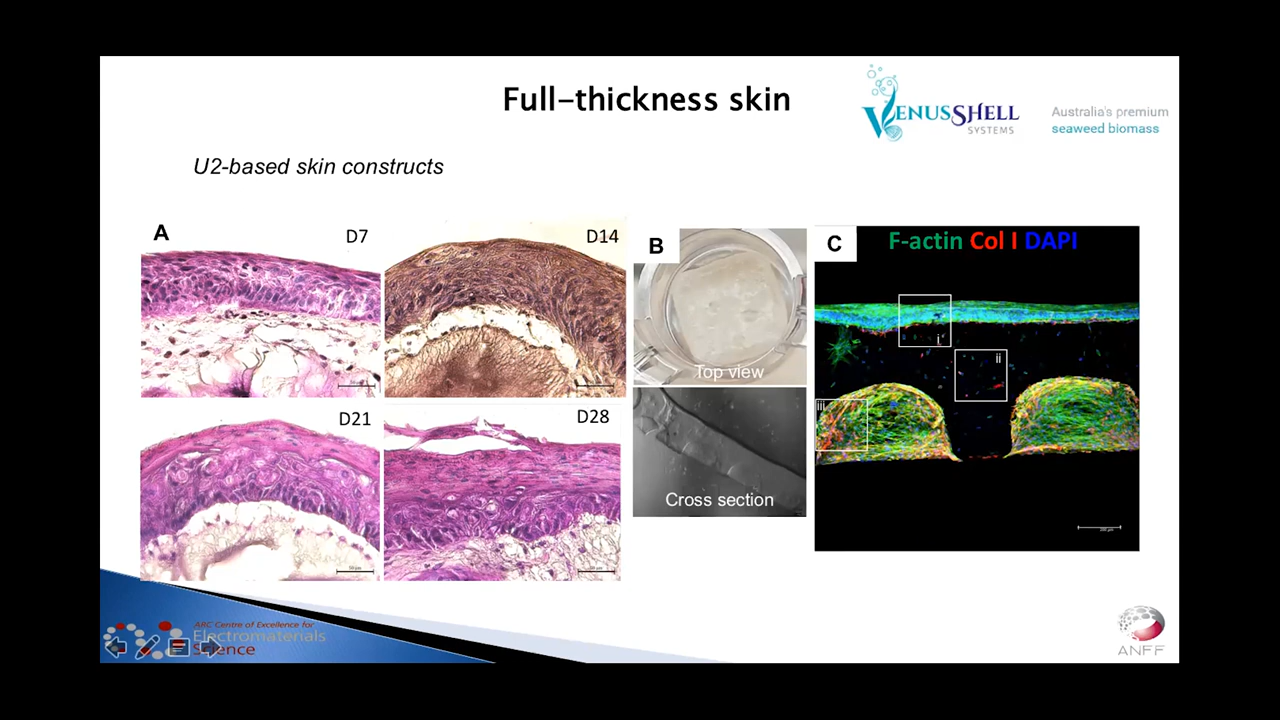 Full-thickness skin
VENUSSHELL
SYSTEMS
Australia's premium
seaweed biomass
U2-based skin constructs
A
D7
D14
D21
D28
B
Top view
Cross section
C
F-actin Col I DAPI
i
ii
iii
ARC Centre of Excellence for
Electromaterials
Science
ANFF